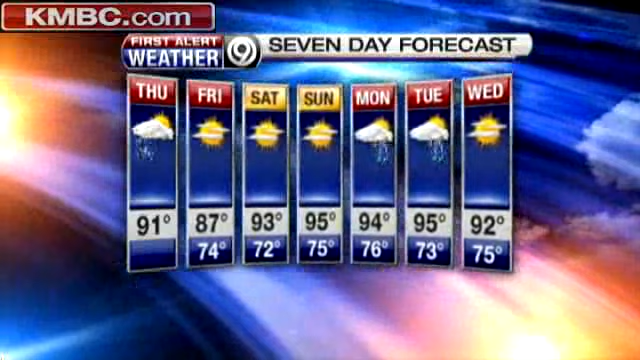 KMBC.com
FIRST ALERT
WEATHER 9
SEVEN DAY FORECAST
THU FRI SAT SUN MON TUE WED
91° 87° 93° 95° 94° 95° 92°
74° 72° 75° 76° 73° 75°